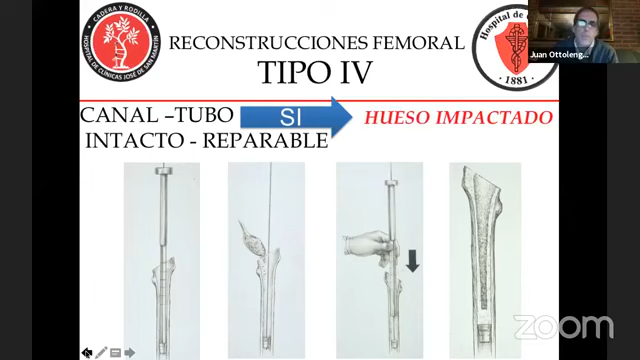 CADERA Y RODILLA
HOSPITAL DE CLÍNICAS JOSÉ DE SAN MARTÍN
RECONSTRUCCIONES FEMORAL
TIPO IV
Hospital de C
1881
Juan Ottoleng...
CANAL –TUBO
INTACTO - REPARABLE
SI
HUESO IMPACTADO
zoom